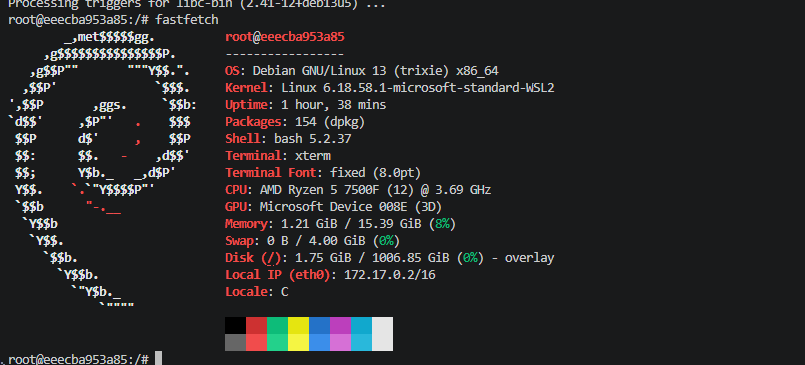 Processing triggers for libc-bin (2.41-12+deb13u5) ...
root@eeecba953a85:/# fastfetch
       _,met$$$$$gg.          root@eeecba953a85
    ,g$$$$$$$$$$$$$$$P.       -----------------
  ,g$$P""       """Y$$.".     OS: Debian GNU/Linux 13 (trixie) x86_64
 ,$$P'              `$$$.     Kernel: Linux 6.18.58.1-microsoft-standard-WSL2
',$$P       ,ggs.     `$$b:   Uptime: 1 hour, 38 mins
`d$$'     ,$P"'   .    $$$    Packages: 154 (dpkg)
 $$P      d$'     ,    $$P    Shell: bash 5.2.37
 $$:      $$.   -    ,d$$'    Terminal: xterm
 $$;      Y$b._   _,d$P'      Terminal Font: fixed (8.0pt)
 Y$$.    `.`"Y$$$$P"'         CPU: AMD Ryzen 5 7500F (12) @ 3.69 GHz
 `$$b      "-.__              GPU: Microsoft Device 008E (3D)
  `Y$$b                       Memory: 1.21 GiB / 15.39 GiB (8%)
   `Y$$.                      Swap: 0 B / 4.00 GiB (0%)
     `$$b.                    Disk (/): 1.75 GiB / 1006.85 GiB (0%) - overlay
       `Y$$b.                 Local IP (eth0): 172.17.0.2/16
         `"Y$b._              Locale: C
             `""""
root@eeecba953a85:/#